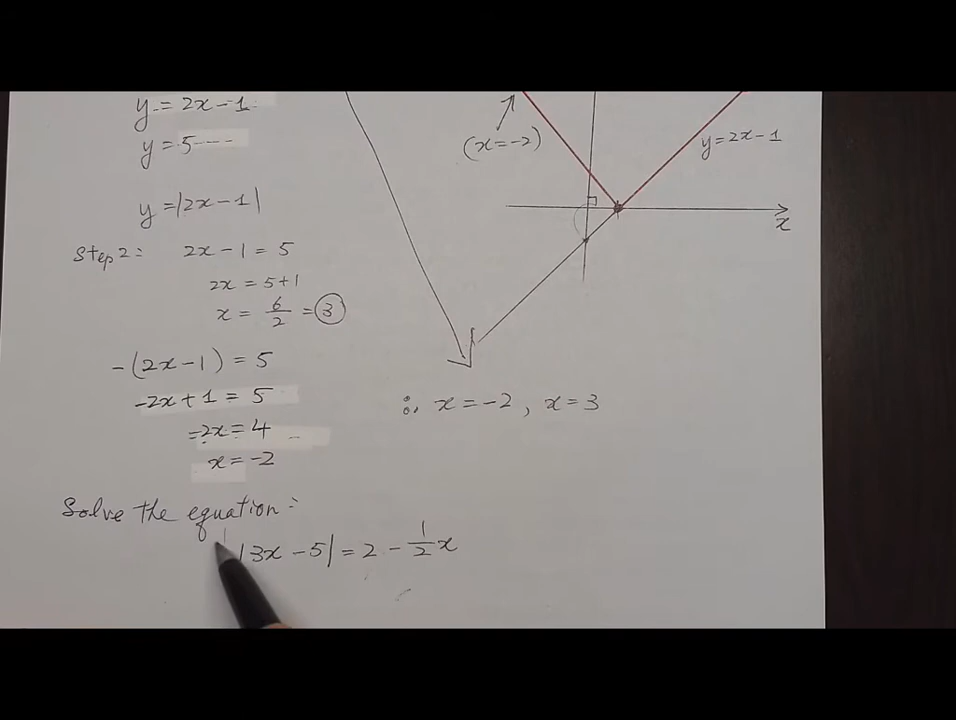 y = 2x-1
y = 5
y = |2x-1|
Step 2: 2x - 1 = 5
2x = 5+1
x = 6/2 = 3
-(2x-1) = 5
-2x+1 = 5
-2x = 4
x = -2
(x=-2)
y=2x-1
x
∴ x = -2, x = 3
Solve the equation:
|3x-5| = 2 - 1/2 x